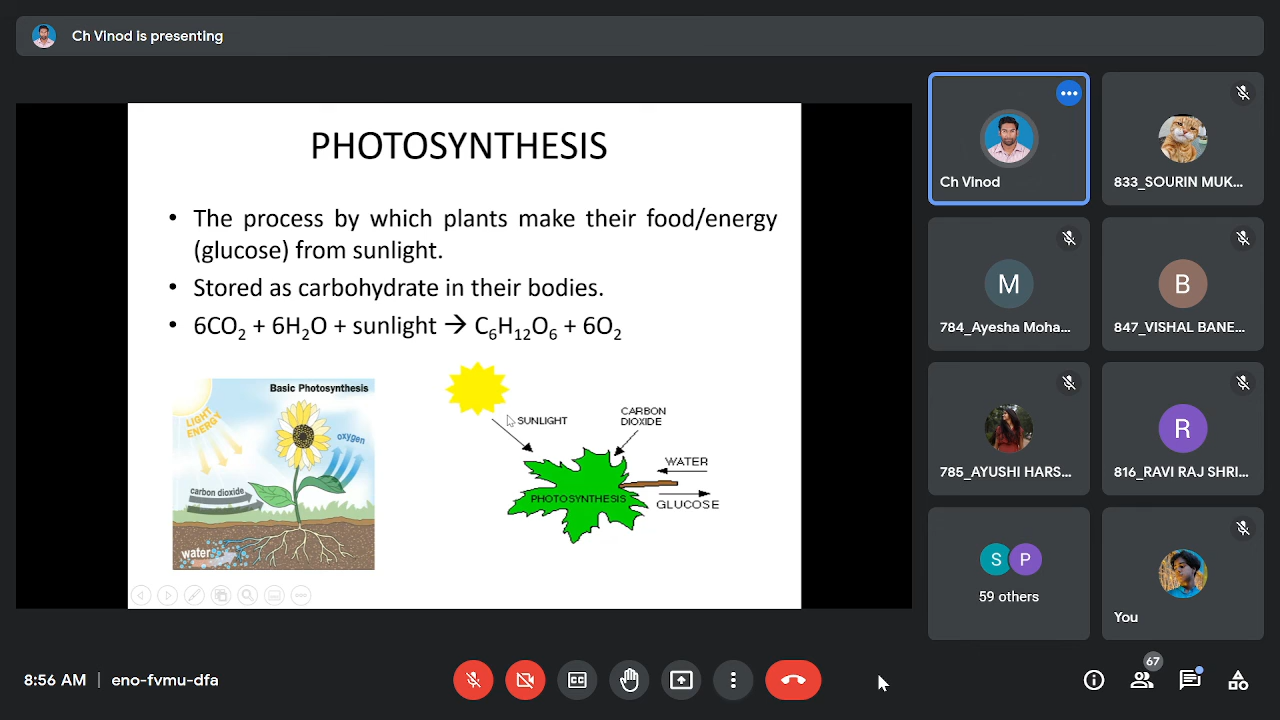 Ch Vinod is presenting
PHOTOSYNTHESIS
• The process by which plants make their food/energy
(glucose) from sunlight.
• Stored as carbohydrate in their bodies.
• 6CO₂ + 6H₂O + sunlight → C₆H₁₂O₆ + 6O₂
Basic Photosynthesis
LIGHT
ENERGY
oxygen
carbon dioxide
water
SUNLIGHT
CARBON
DIOXIDE
WATER
PHOTOSYNTHESIS
GLUCOSE
Ch Vinod
833_SOURIN MUK...
M
784_Ayesha Moha...
B
847_VISHAL BANE...
785_AYUSHI HARS...
R
816_RAVI RAJ SHRI...
S
P
59 others
You
8:56 AM | eno-fvmu-dfa
CC
67